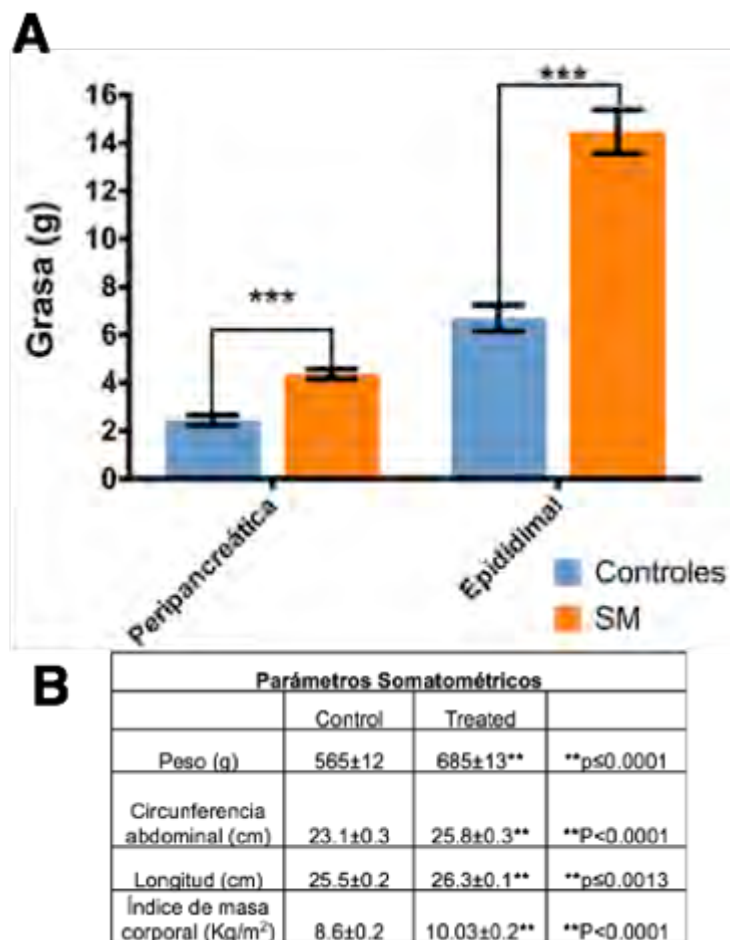 A
***
***
Grasa (g)
16
14
12
10
8
6
4
2
0
Peripancreática
Epididimal
Controles
SM
B
Parámetros Somatométricos
Control Treated
Peso (g) 565±12 685±13** **p≤0.0001
Circunferencia
abdominal (cm) 23.1±0.3 25.8±0.3** **P<0.0001
Longitud (cm) 25.5±0.2 26.3±0.1** **p≤0.0013
Índice de masa
corporal (Kg/m²) 8.6±0.2 10.03±0.2** **P<0.0001